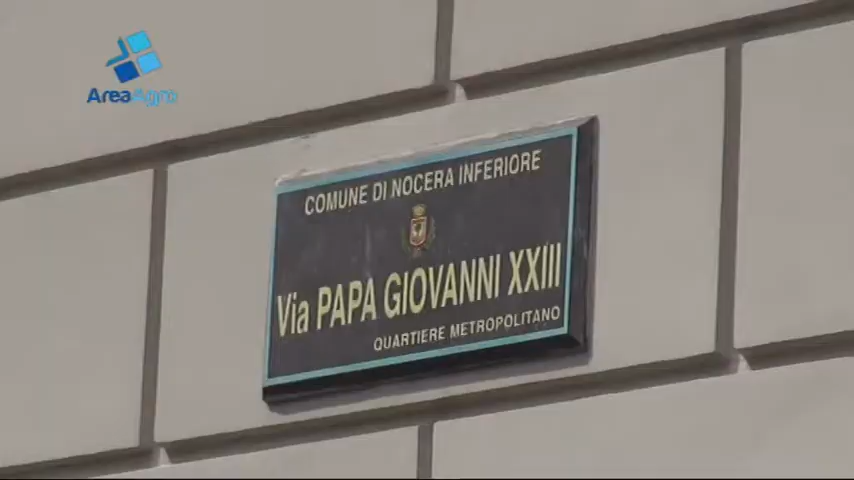 AreaAgro
COMUNE DI NOCERA INFERIORE
Via PAPA GIOVANNI XXIII
QUARTIERE METROPOLITANO